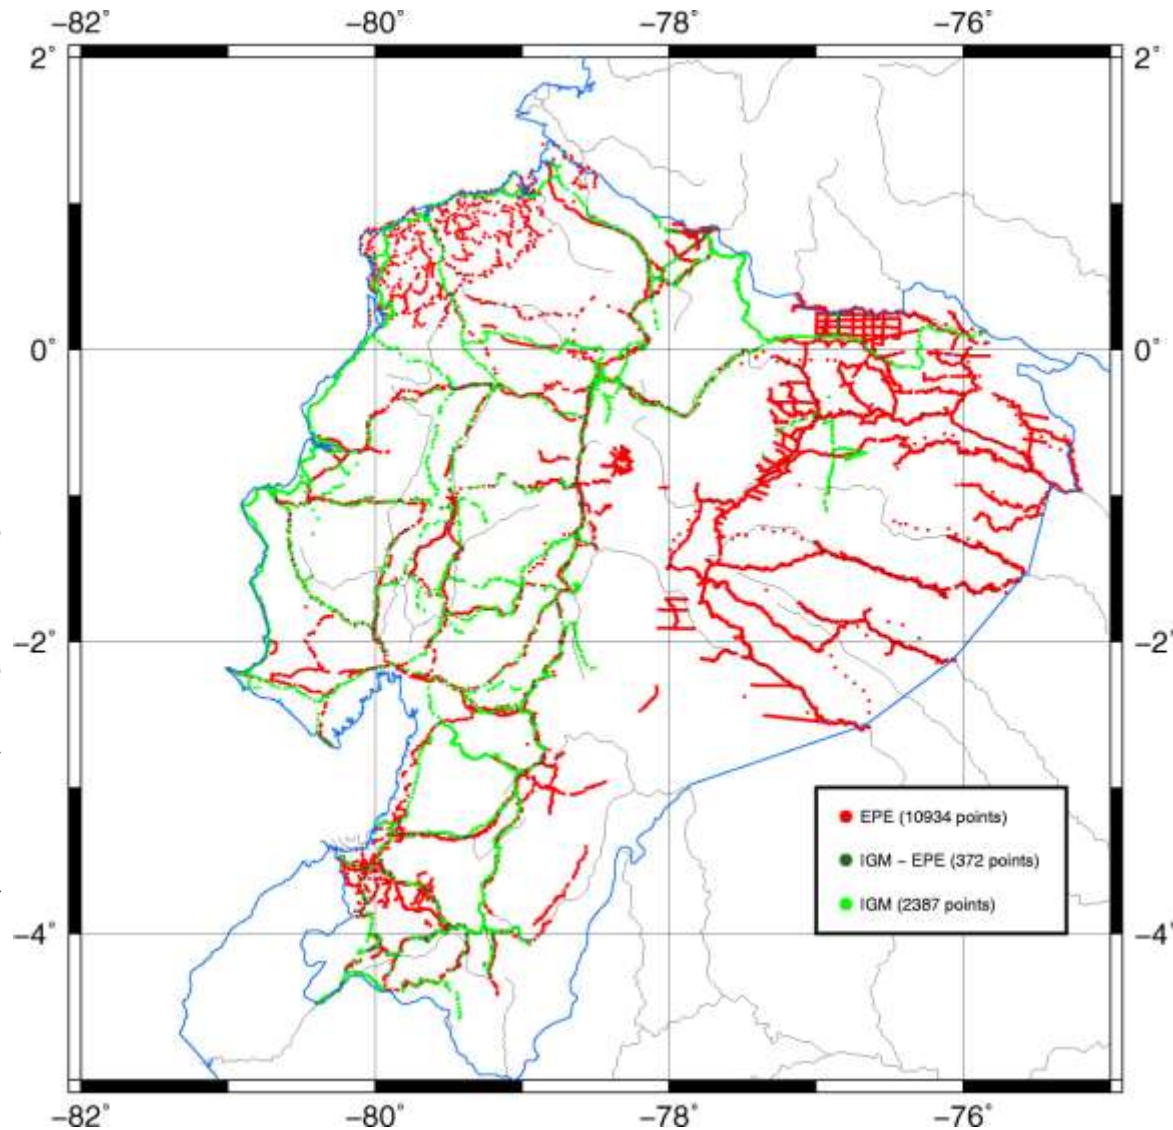 −82˚ −80˚ −78˚ −76˚
2˚ 2˚
0˚ 0˚
−2˚ −2˚
EPE (10934 points)
IGM − EPE (372 points)
IGM (2387 points)
−4˚ −4˚
−82˚ −80˚ −78˚ −76˚